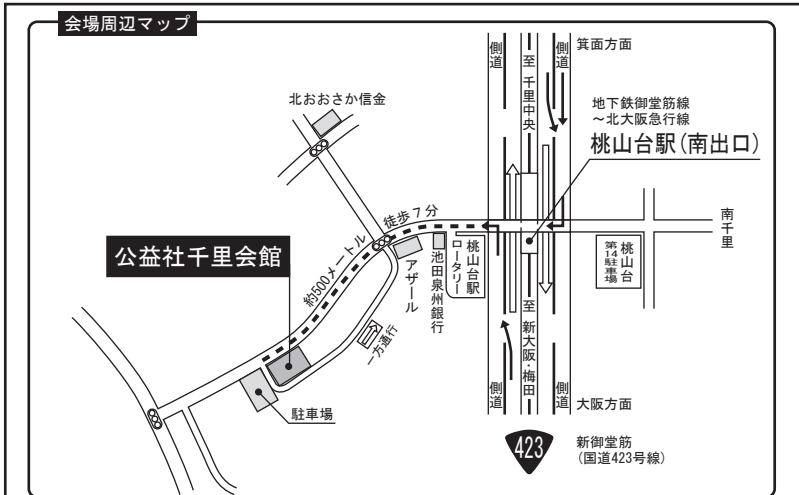 会場周辺マップ
北おおさか信金
側道
至 千里中央
側道
箕面方面
地下鉄御堂筋線
～北大阪急行線
桃山台駅(南出口)
徒歩7分
公益社千里会館
約500メートル
アザール
池田泉州銀行
桃山台駅
ロータリー
南千里
桃山台
第14駐車場
一方通行
駐車場
側道
至 新大阪・梅田
側道
大阪方面
423
新御堂筋
(国道423号線)